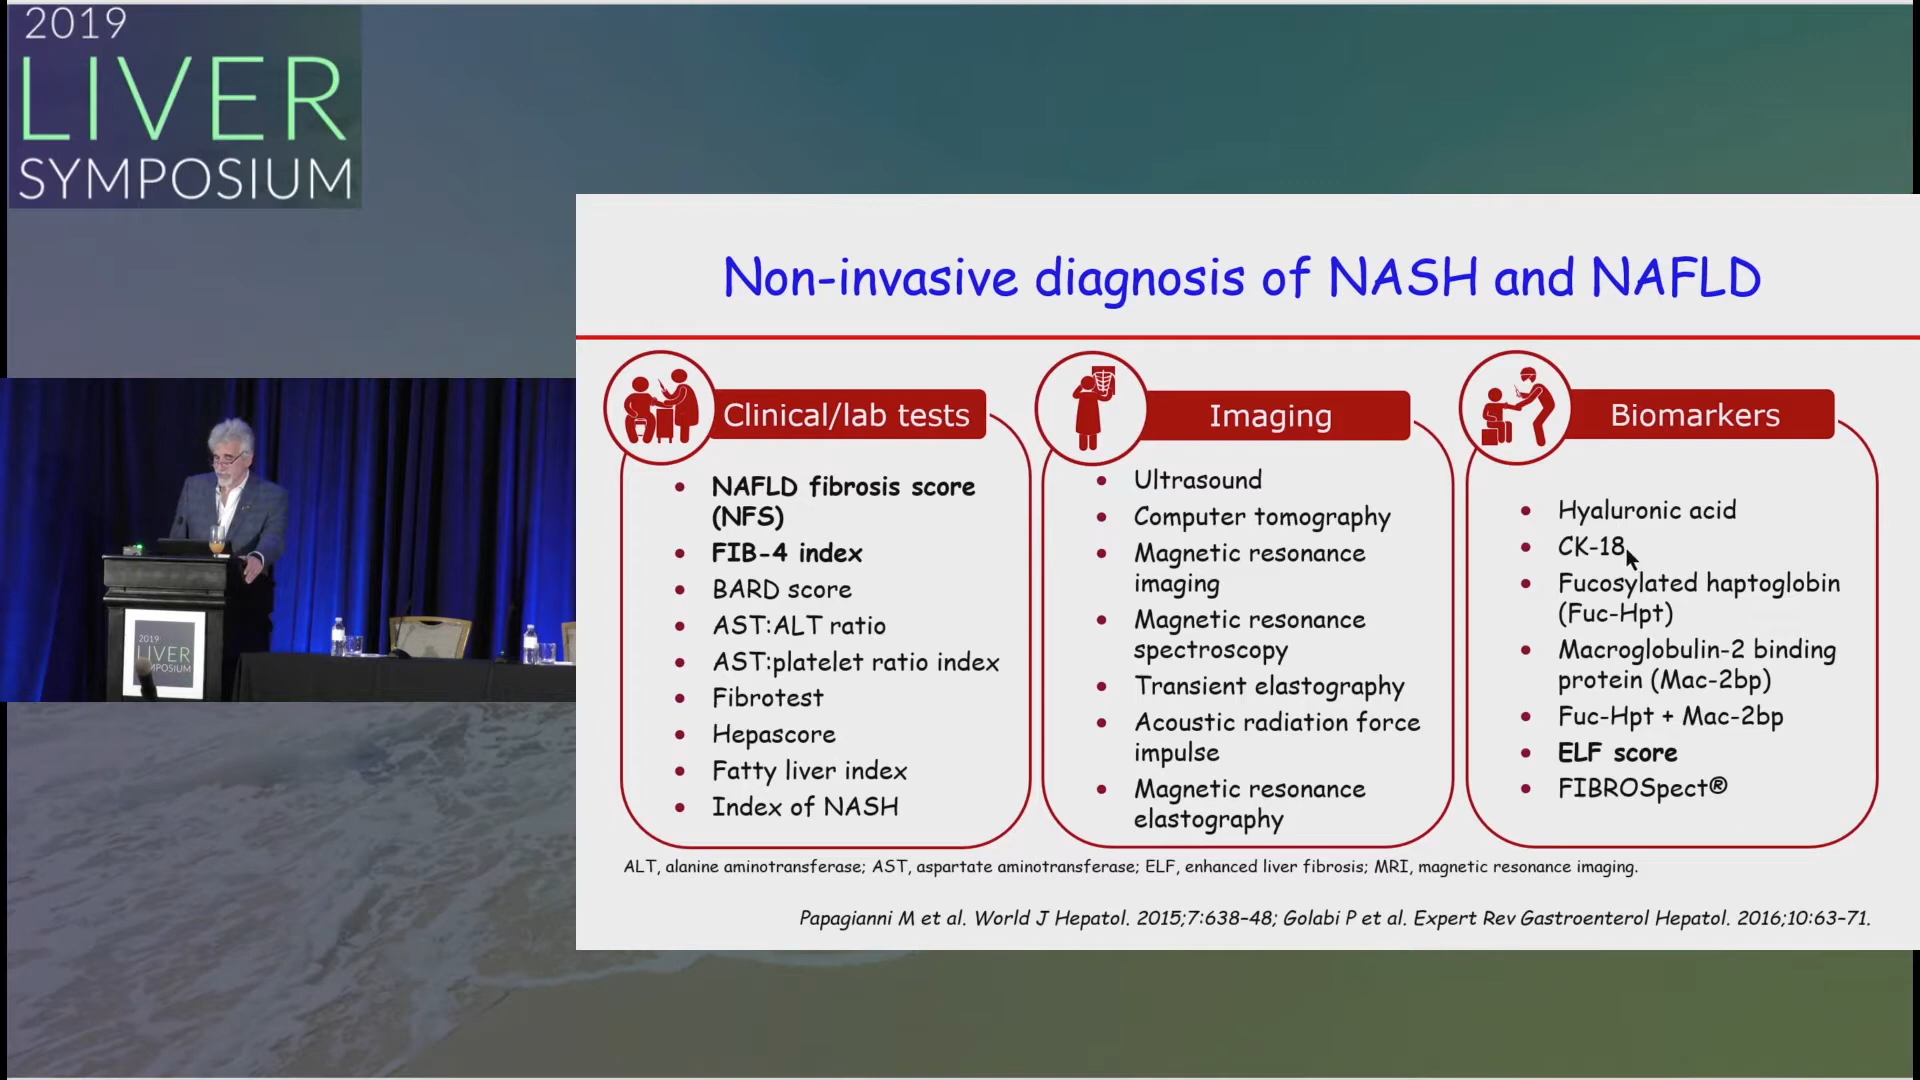 2019
LIVER
SYMPOSIUM
Non-invasive diagnosis of NASH and NAFLD
Clinical/lab tests
• NAFLD fibrosis score
(NFS)
• FIB-4 index
• BARD score
• AST:ALT ratio
• AST:platelet ratio index
• Fibrotest
• Hepascore
• Fatty liver index
• Index of NASH
Imaging
• Ultrasound
• Computer tomography
• Magnetic resonance
imaging
• Magnetic resonance
spectroscopy
• Transient elastography
• Acoustic radiation force
impulse
• Magnetic resonance
elastography
Biomarkers
• Hyaluronic acid
• CK-18
• Fucosylated haptoglobin
(Fuc-Hpt)
• Macroglobulin-2 binding
protein (Mac-2bp)
• Fuc-Hpt + Mac-2bp
• ELF score
• FIBROSpect®
ALT, alanine aminotransferase; AST, aspartate aminotransferase; ELF, enhanced liver fibrosis; MRI, magnetic resonance imaging.
Papagianni M et al. World J Hepatol. 2015;7:638–48; Golabi P et al. Expert Rev Gastroenterol Hepatol. 2016;10:63–71.
2019
LIVER